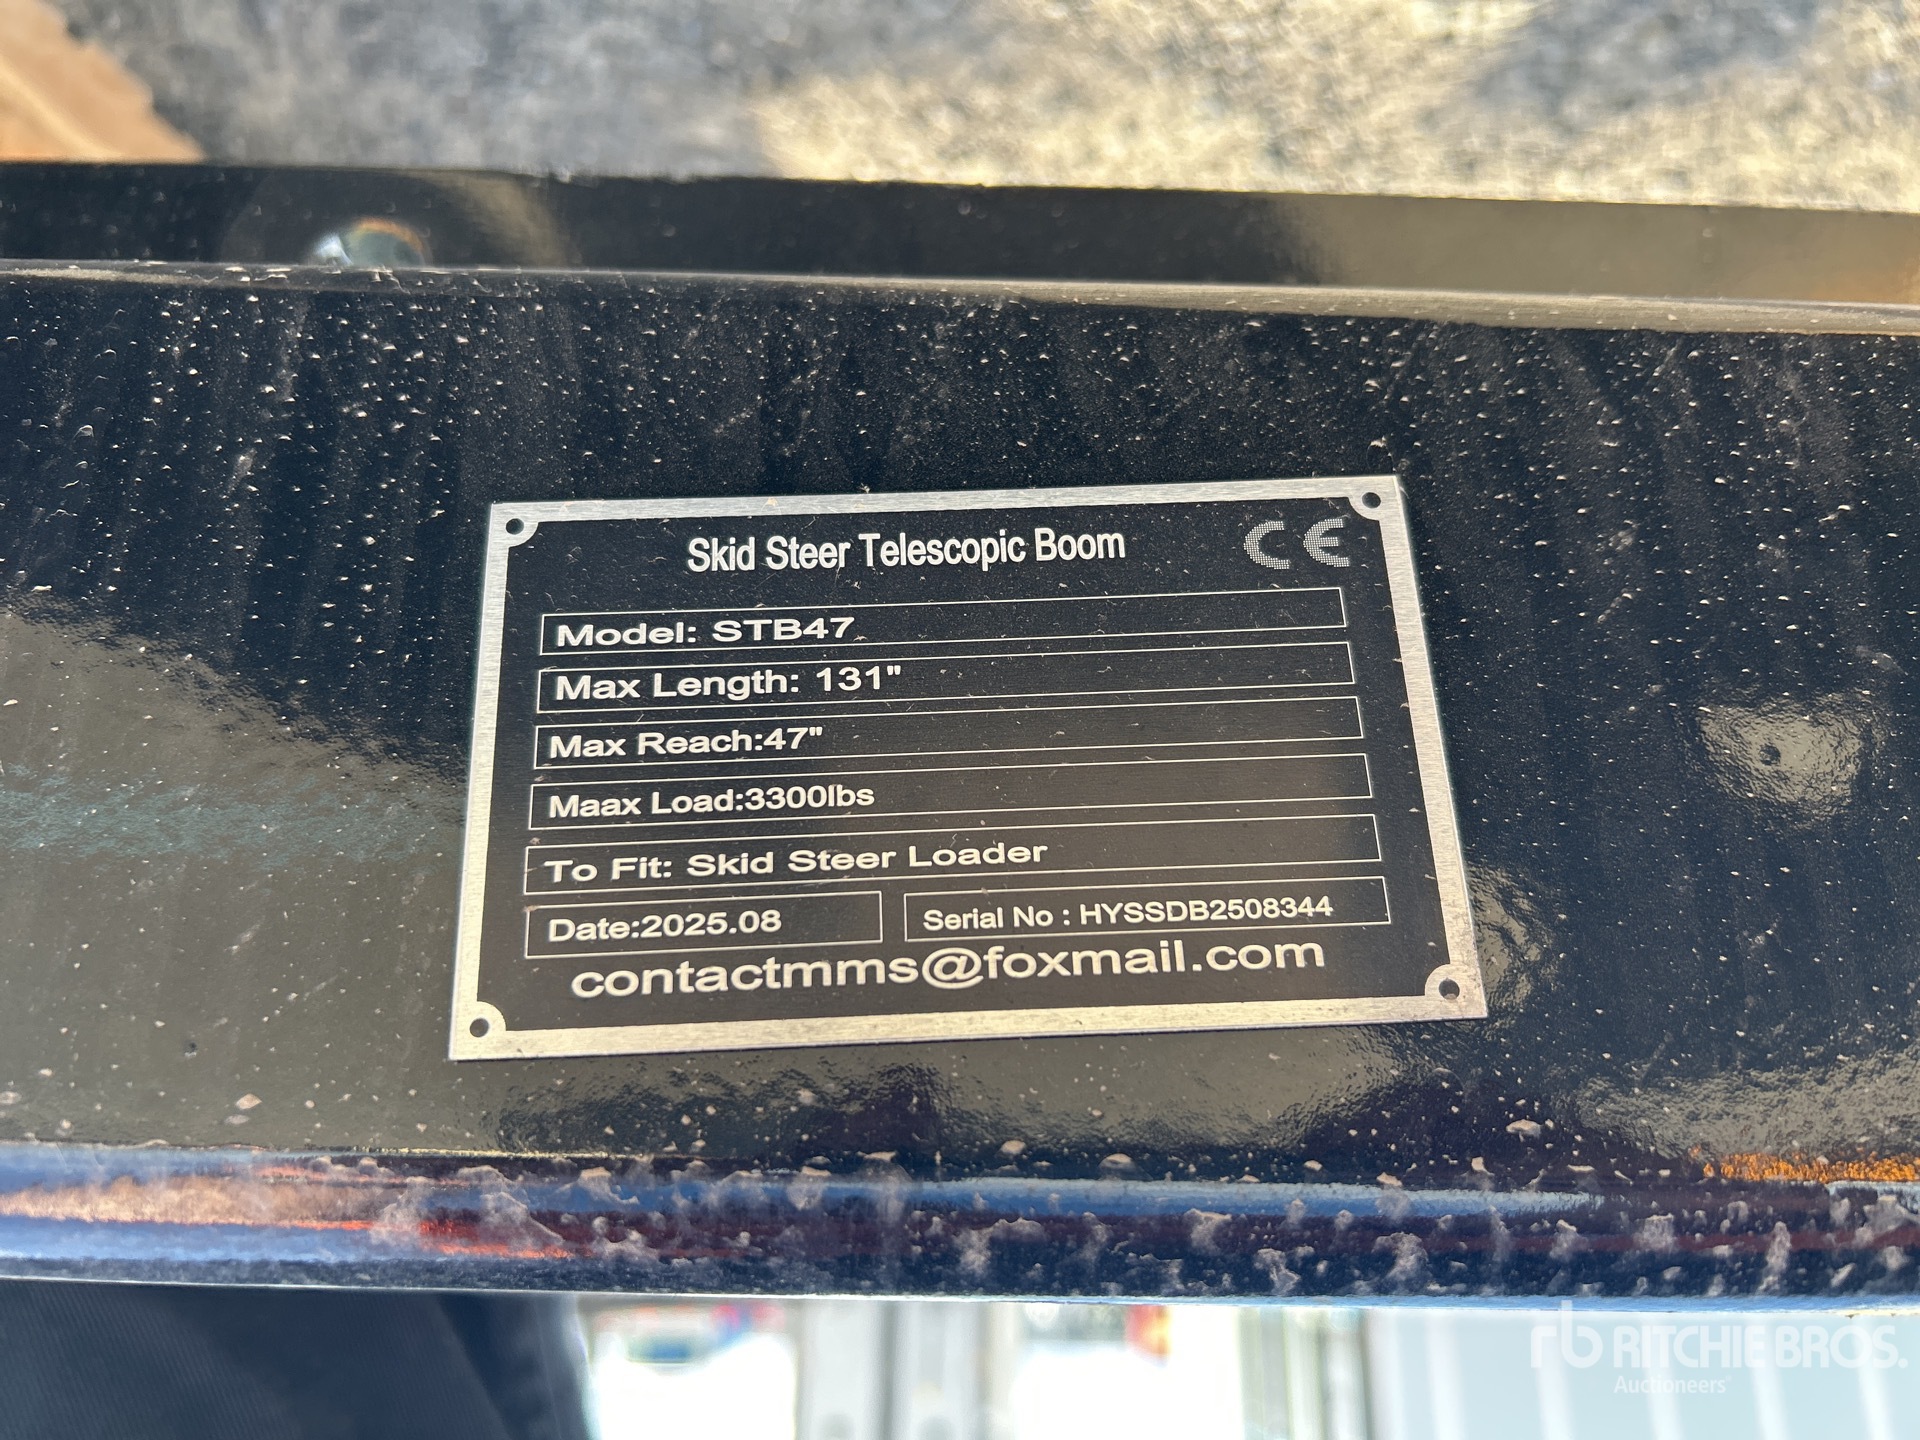 Skid Steer Telescopic Boom CE
Model: STB47
Max Length: 131"
Max Reach:47"
Maax Load:3300lbs
To Fit: Skid Steer Loader
Date:2025.08 Serial No : HYSSDB2508344
contactmms@foxmail.com
rb RITCHIE BROS.
Auctioneers